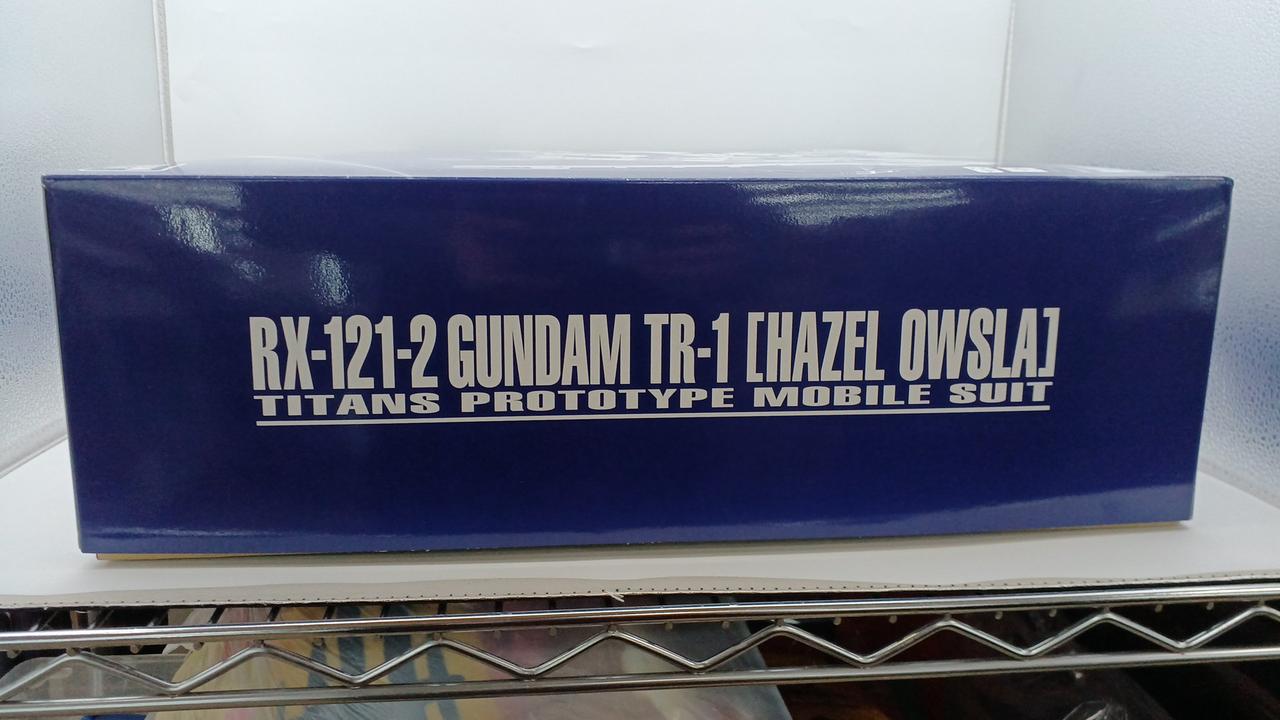 RX-121-2 GUNDAM TR-1 [HAZEL OWSLA]
TITANS PROTOTYPE MOBILE SUIT